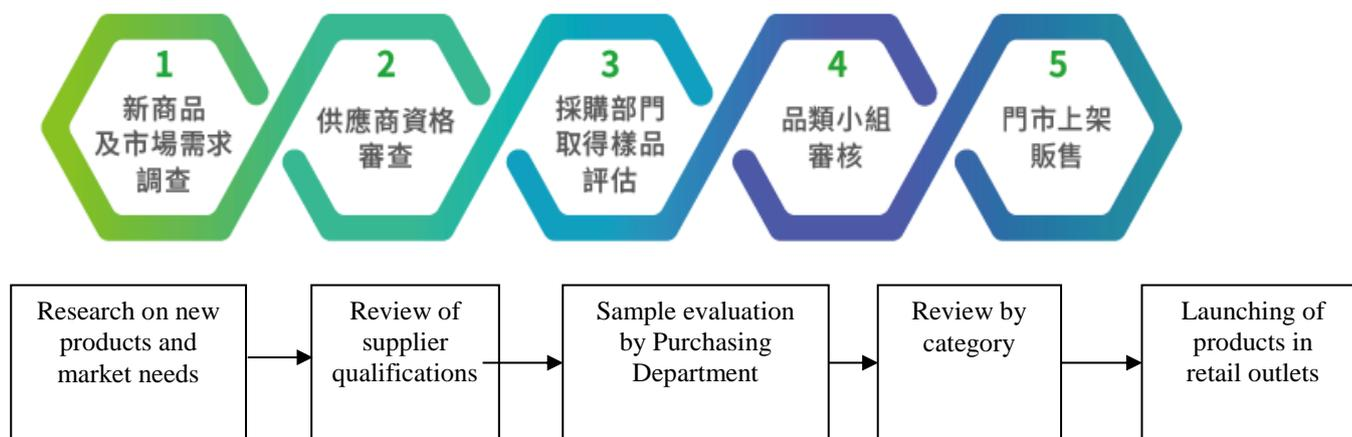 1
新商品
及市場需求
調查
2
供應商資格
審查
3
採購部門
取得樣品
評估
4
品類小組
審核
5
門市上架
販售
Research on new
products and
market needs
Review of
supplier
qualifications
Sample evaluation
by Purchasing
Department
Review by
category
Launching of
products in
retail outlets